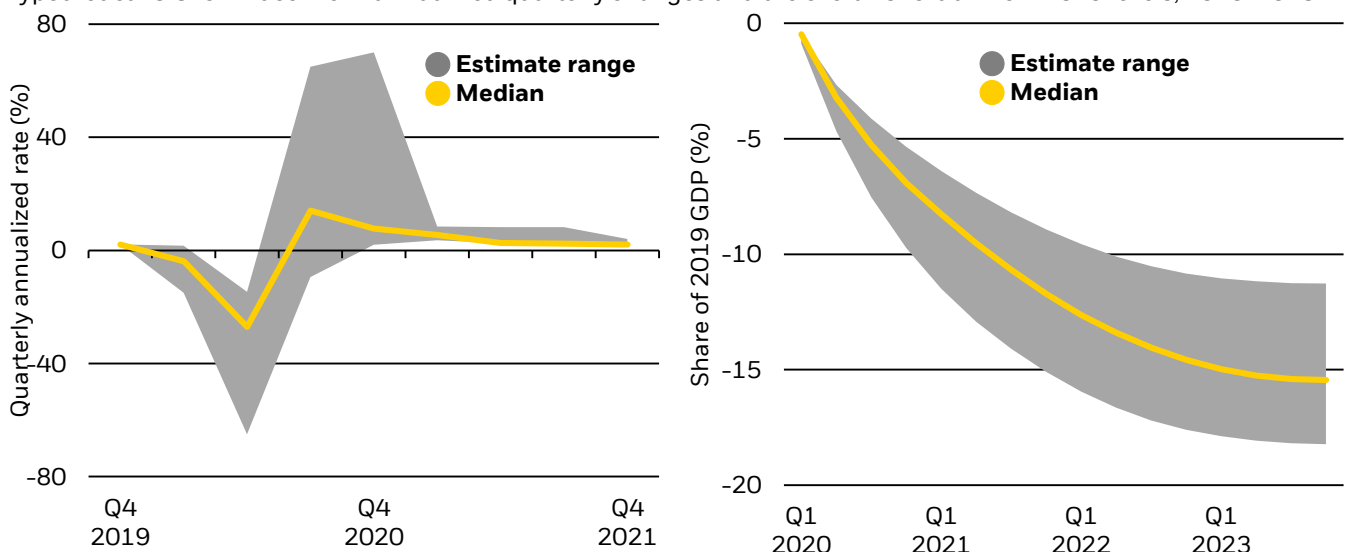 80
40
0
-40
-80
Quarterly annualized rate (%)
Estimate range
Median
Q4
2019
Q4
2020
Q4
2021
0
-5
-10
-15
-20
Share of 2019 GDP (%)
Estimate range
Median
Q1
2020
Q1
2021
Q1
2022
Q1
2023